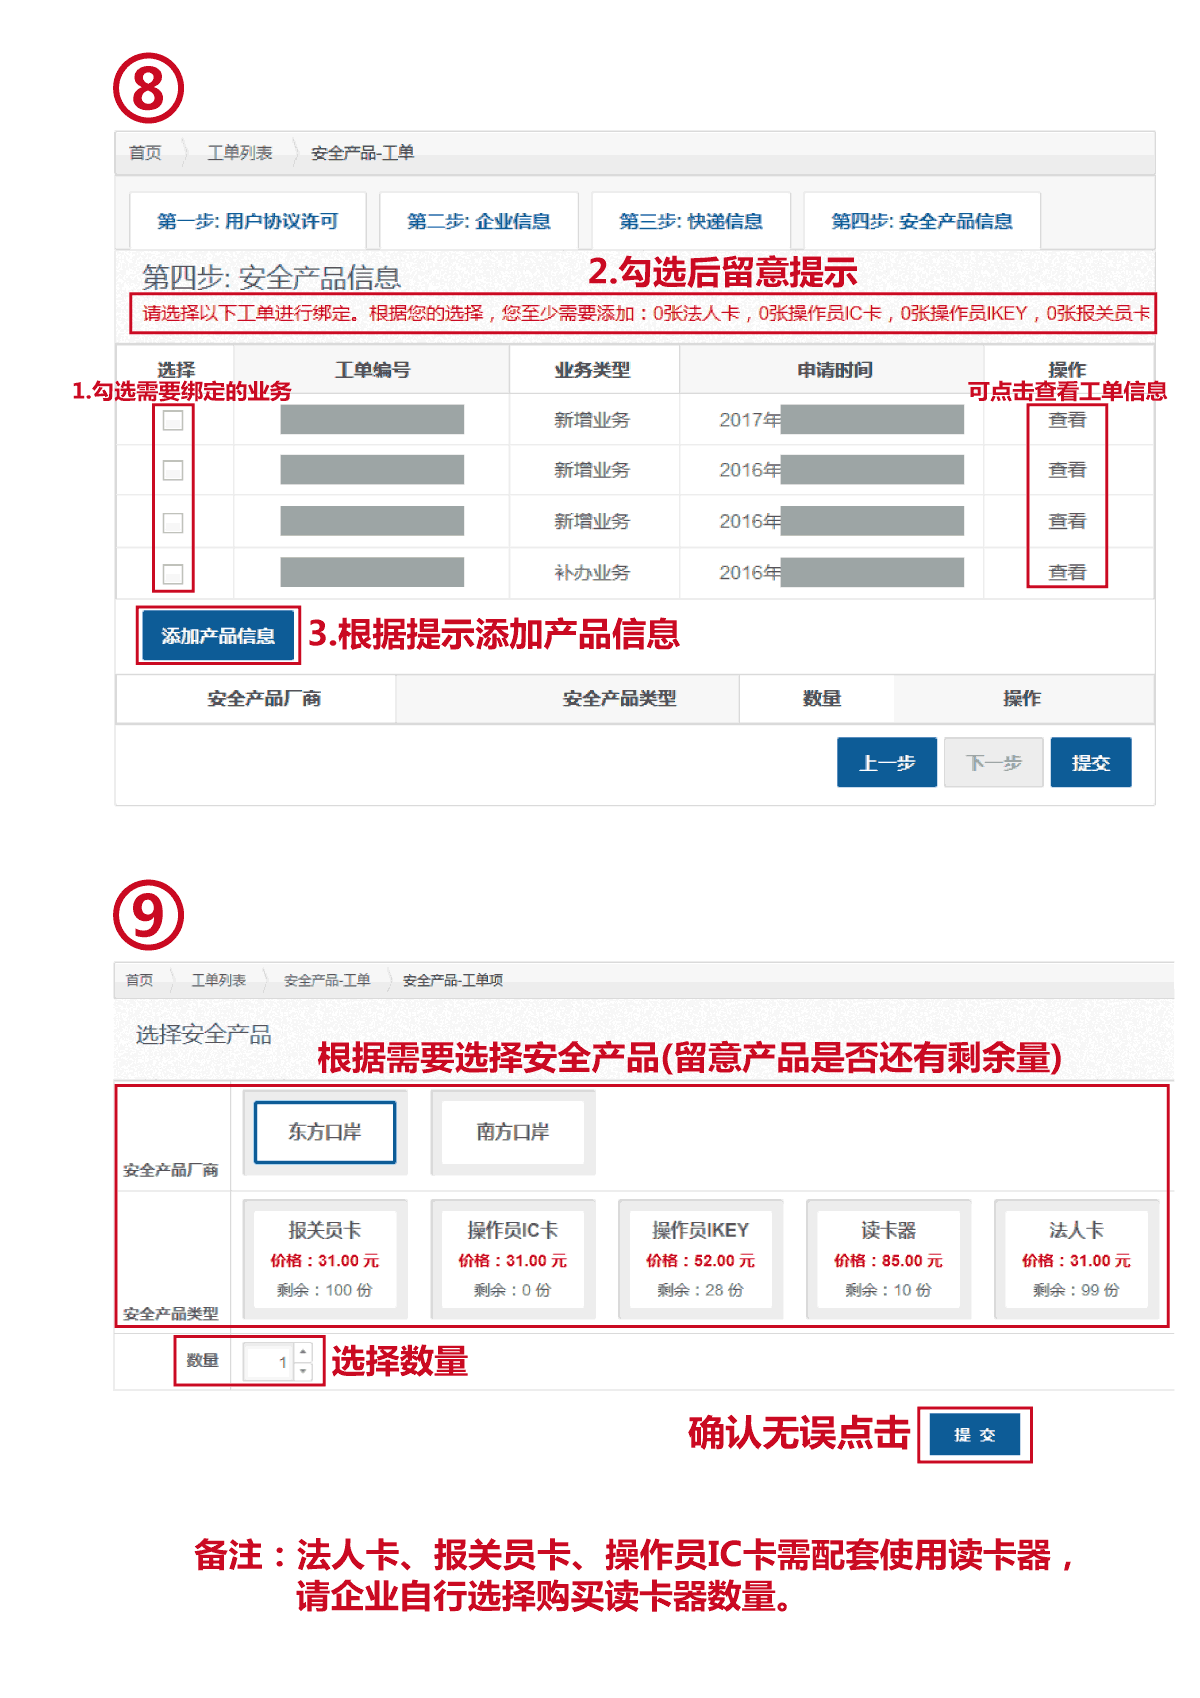 ⑧
首页 工单列表 安全产品-工单
第一步: 用户协议许可 第二步: 企业信息 第三步: 快递信息 第四步: 安全产品信息
第四步: 安全产品信息
2.勾选后留意提示
请选择以下工单进行绑定。根据您的选择，您至少需要添加：0张法人卡，0张操作员IC卡，0张操作员IKEY，0张报关员卡
选择 工单编号 业务类型 申请时间 操作
1.勾选需要绑定的业务 可点击查看工单信息
新增业务 2017年 查看
新增业务 2016年 查看
新增业务 2016年 查看
补办业务 2016年 查看
添加产品信息 3.根据提示添加产品信息
安全产品厂商 安全产品类型 数量 操作
上一步 下一步 提交
⑨
首页 工单列表 安全产品-工单 安全产品-工单项
选择安全产品
根据需要选择安全产品(留意产品是否还有剩余量)
东方口岸 南方口岸
安全产品厂商
报关员卡 操作员IC卡 操作员IKEY 读卡器 法人卡
价格：31.00 元 价格：31.00 元 价格：52.00 元 价格：85.00 元 价格：31.00 元
剩余：100 份 剩余：0 份 剩余：28 份 剩余：10 份 剩余：99 份
安全产品类型
数量 1 选择数量
确认无误点击 提 交
备注：法人卡、报关员卡、操作员IC卡需配套使用读卡器，
请企业自行选择购买读卡器数量。